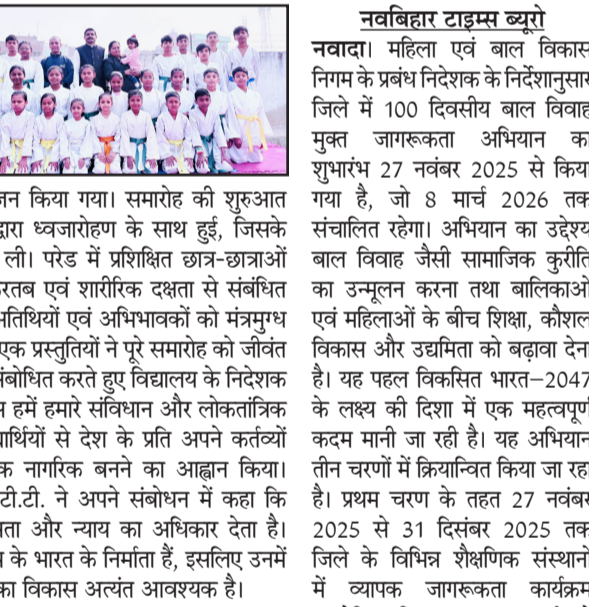 जन किया गया। समारोह की शुरुआत
द्वारा ध्वजारोहण के साथ हुई, जिसके
ली। परेड में प्रशिक्षित छात्र-छात्राओं
करतब एवं शारीरिक दक्षता से संबंधित
अतिथियों एवं अभिभावकों को मंत्रमुग्ध
एक प्रस्तुतियों ने पूरे समारोह को जीवंत
संबोधित करते हुए विद्यालय के निदेशक
हमें हमारे संविधान और लोकतांत्रिक
द्यार्थियों से देश के प्रति अपने कर्तव्यों
क नागरिक बनने का आह्वान किया।
टी.टी. ने अपने संबोधन में कहा कि
और न्याय का अधिकार देता है।
के भारत के निर्माता हैं, इसलिए उनमें
का विकास अत्यंत आवश्यक है।
नवबिहार टाइम्स ब्यूरो
नवादा। महिला एवं बाल विकास
निगम के प्रबंध निदेशक के निर्देशानुसार
जिले में 100 दिवसीय बाल विवाह
मुक्त जागरूकता अभियान का
शुभारंभ 27 नवंबर 2025 से किया
गया है, जो 8 मार्च 2026 तक
संचालित रहेगा। अभियान का उद्देश्य
बाल विवाह जैसी सामाजिक कुरीति
का उन्मूलन करना तथा बालिकाओं
एवं महिलाओं के बीच शिक्षा, कौशल
विकास और उद्यमिता को बढ़ावा देना
है। यह पहल विकसित भारत–2047
के लक्ष्य की दिशा में एक महत्वपूर्ण
कदम मानी जा रही है। यह अभियान
तीन चरणों में क्रियान्वित किया जा रहा
है। प्रथम चरण के तहत 27 नवंबर
2025 से 31 दिसंबर 2025 तक
जिले के विभिन्न शैक्षणिक संस्थानों
में व्यापक जागरूकता कार्यक्रम